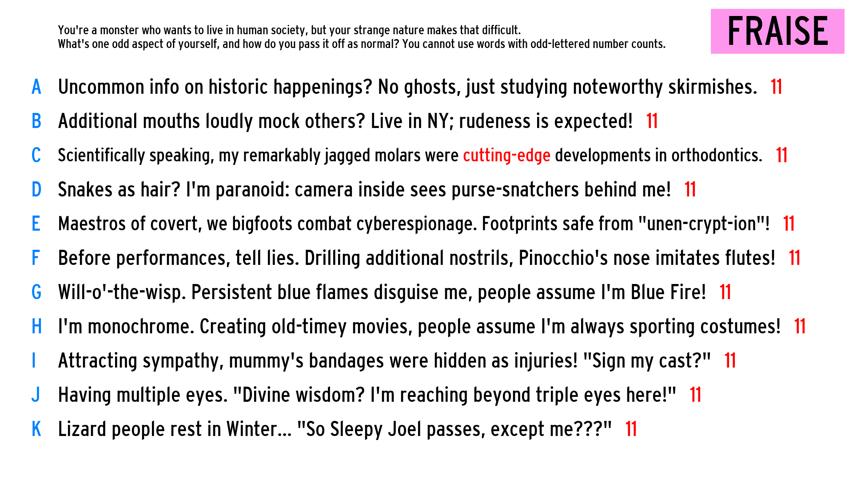 You're a monster who wants to live in human society, but your strange nature makes that difficult.
What's one odd aspect of yourself, and how do you pass it off as normal? You cannot use words with odd-lettered number counts.
FRAISE
A Uncommon info on historic happenings? No ghosts, just studying noteworthy skirmishes. 11
B Additional mouths loudly mock others? Live in NY; rudeness is expected! 11
C Scientifically speaking, my remarkably jagged molars were cutting-edge developments in orthodontics. 11
D Snakes as hair? I'm paranoid: camera inside sees purse-snatchers behind me! 11
E Maestros of covert, we bigfoots combat cyberespionage. Footprints safe from "unen-crypt-ion"! 11
F Before performances, tell lies. Drilling additional nostrils, Pinocchio's nose imitates flutes! 11
G Will-o'-the-wisp. Persistent blue flames disguise me, people assume I'm Blue Fire! 11
H I'm monochrome. Creating old-timey movies, people assume I'm always sporting costumes! 11
I Attracting sympathy, mummy's bandages were hidden as injuries! "Sign my cast?" 11
J Having multiple eyes. "Divine wisdom? I'm reaching beyond triple eyes here!" 11
K Lizard people rest in Winter... "So Sleepy Joel passes, except me???" 11